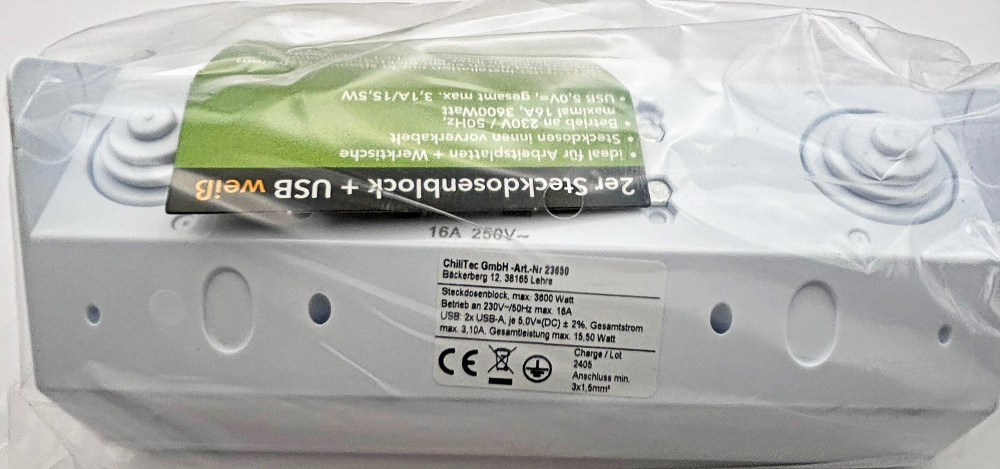 2er Steckdosenblock + USB weiß
• ideal für Arbeitsplatten + Werktische
• Steckdosen innen vorverkabelt
• Betrieb an 230V / 50Hz,
maximal 16A, 3600Watt
• USB 5,0V=, gesamt max. 3,1A/15,5W
16A 250V~
ChiliTec GmbH -Art.-Nr 23650
Bäckerberg 12, 38165 Lehre
Steckdosenblock, max. 3600 Watt
Betrieb an 230V~/50Hz max. 16A
USB: 2x USB-A, je 5,0V=(DC) ± 2%, Gesamtstrom
max. 3,10A, Gesamtleistung max. 15,50 Watt
CE
Charge / Lot
2405
Anschluss min.
3x1,5mm²